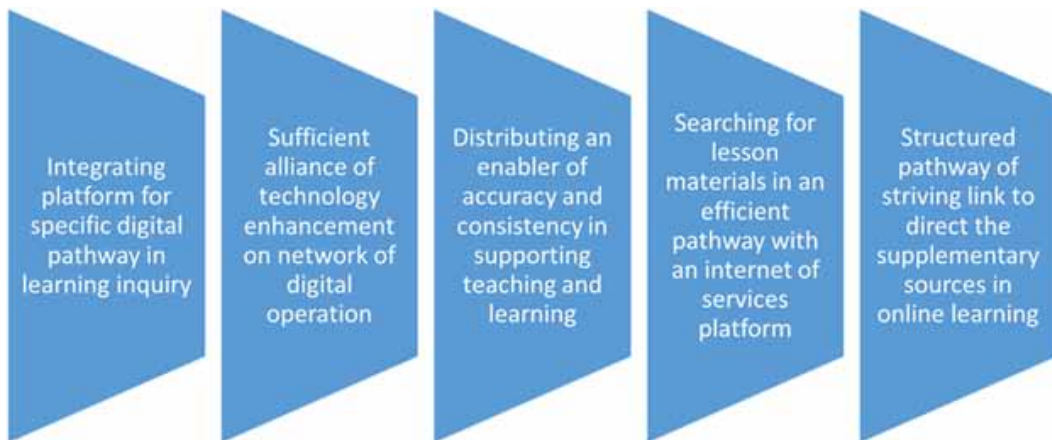 Integrating
platform for
specific digital
pathway in
learning inquiry
Sufficient
alliance of
technology
enhancement
on network of
digital
operation
Distributing an
enabler of
accuracy and
consistency in
supporting
teaching and
learning
Searching for
lesson
materials in an
efficient
pathway with
an internet of
services
platform
Structured
pathway of
striving link to
direct the
supplementary
sources in
online learning